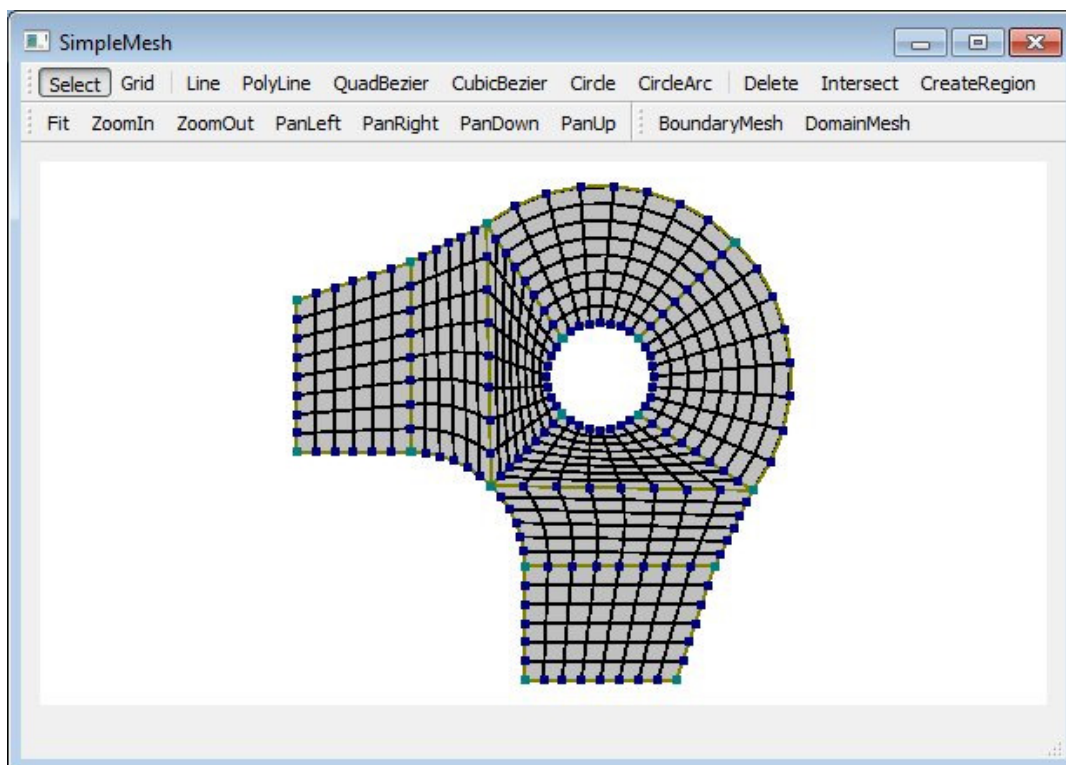 SimpleMesh
Select Grid Line PolyLine QuadBezier CubicBezier Circle CircleArc Delete Intersect CreateRegion
Fit ZoomIn ZoomOut PanLeft PanRight PanDown PanUp BoundaryMesh DomainMesh